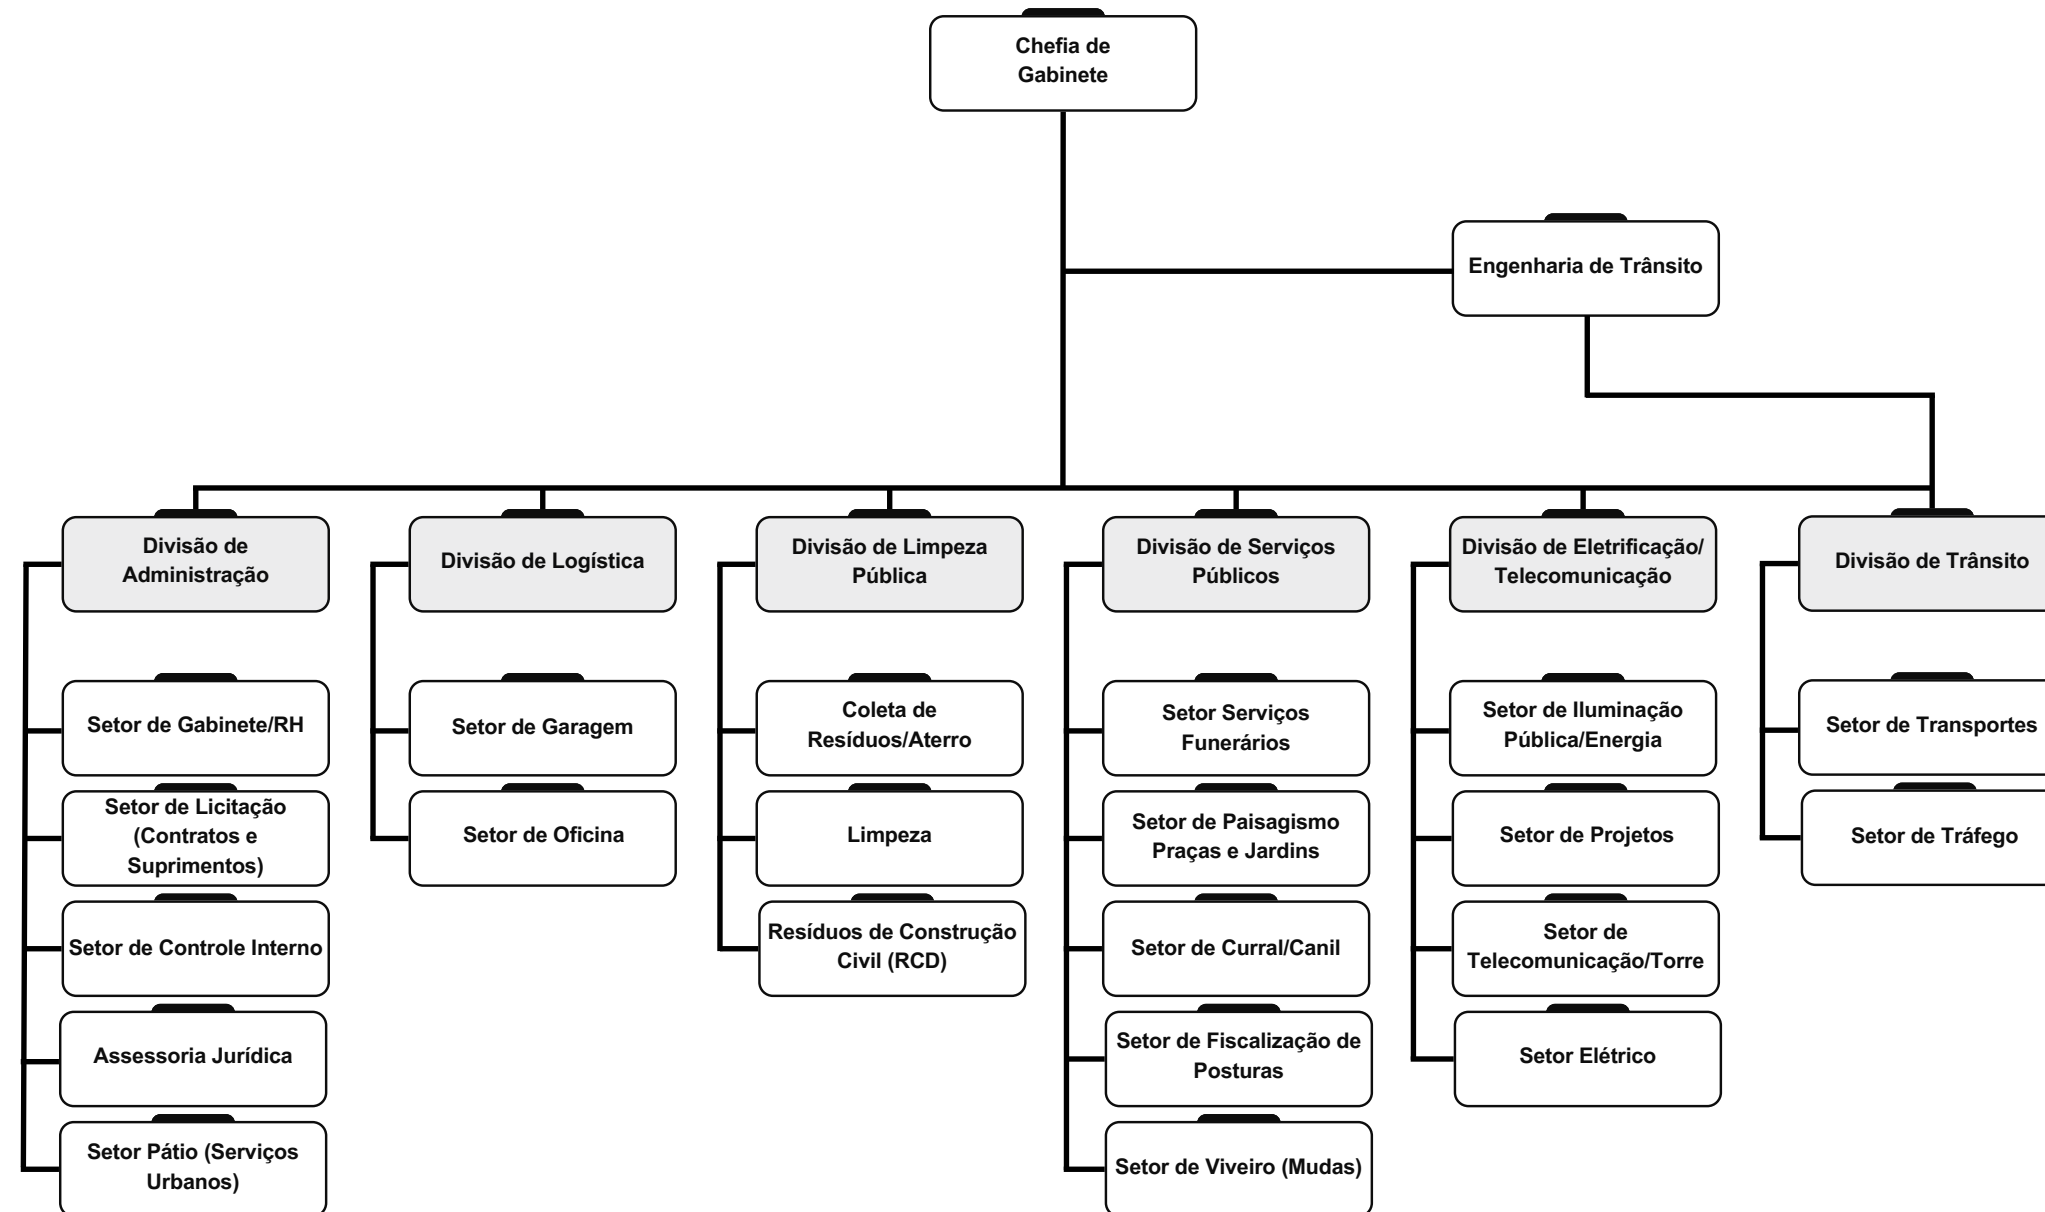 Chefia de
Gabinete
Engenharia de Trânsito
Divisão de
Administração
Divisão de Logística
Divisão de Limpeza
Pública
Divisão de Serviços
Públicos
Divisão de Eletrificação/
Telecomunicação
Divisão de Trânsito
Setor de Gabinete/RH
Setor de Licitação
(Contratos e
Suprimentos)
Setor de Controle Interno
Assessoria Jurídica
Setor Pátio (Serviços
Urbanos)
Setor de Garagem
Setor de Oficina
Coleta de
Resíduos/Aterro
Limpeza
Resíduos de Construção
Civil (RCD)
Setor Serviços
Funerários
Setor de Paisagismo
Praças e Jardins
Setor de Curral/Canil
Setor de Fiscalização de
Posturas
Setor de Viveiro (Mudas)
Setor de Iluminação
Pública/Energia
Setor de Projetos
Setor de
Telecomunicação/Torre
Setor Elétrico
Setor de Transportes
Setor de Tráfego